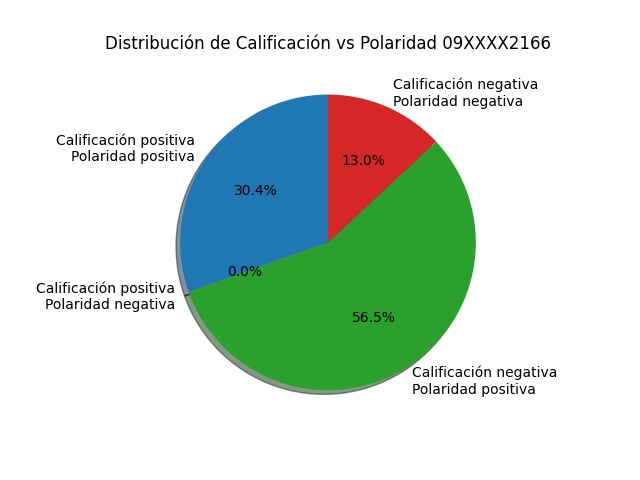 Distribución de Calificación vs Polaridad 09XXXX2166
Calificación negativa
Polaridad negativa
Calificación positiva
Polaridad positiva
13.0%
30.4%
0.0%
Calificación positiva
Polaridad negativa
56.5%
Calificación negativa
Polaridad positiva